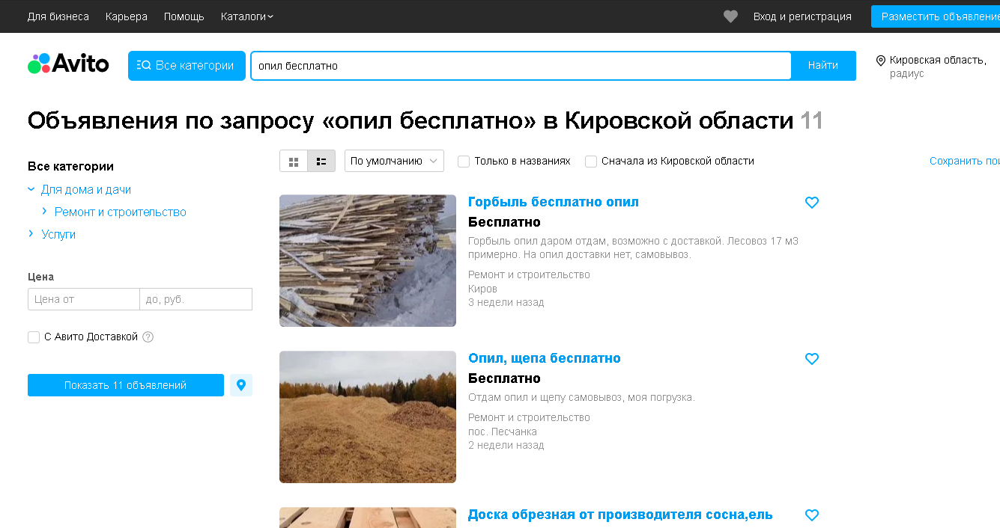 Для бизнеса Карьера Помощь Каталоги Вход и регистрация Разместить объявление
Avito Все категории опил бесплатно Найти Кировская область,
радиус
Объявления по запросу «опил бесплатно» в Кировской области 11
По умолчанию Только в названиях Сначала из Кировской области Сохранить
Все категории
Для дома и дачи
Ремонт и строительство
Услуги
Цена
Цена от до, руб.
С Авито Доставкой ?
Показать 11 объявлений
Горбыль бесплатно опил
Бесплатно
Горбыль опил даром отдам, возможно с доставкой. Лесовоз 17 м3
примерно. На опил доставки нет, самовывоз.
Ремонт и строительство
Киров
3 недели назад
Опил, щепа бесплатно
Бесплатно
Отдам опил и щепу самовывоз, моя погрузка.
Ремонт и строительство
пос. Песчанка
2 недели назад
Доска обрезная от производителя сосна,ель